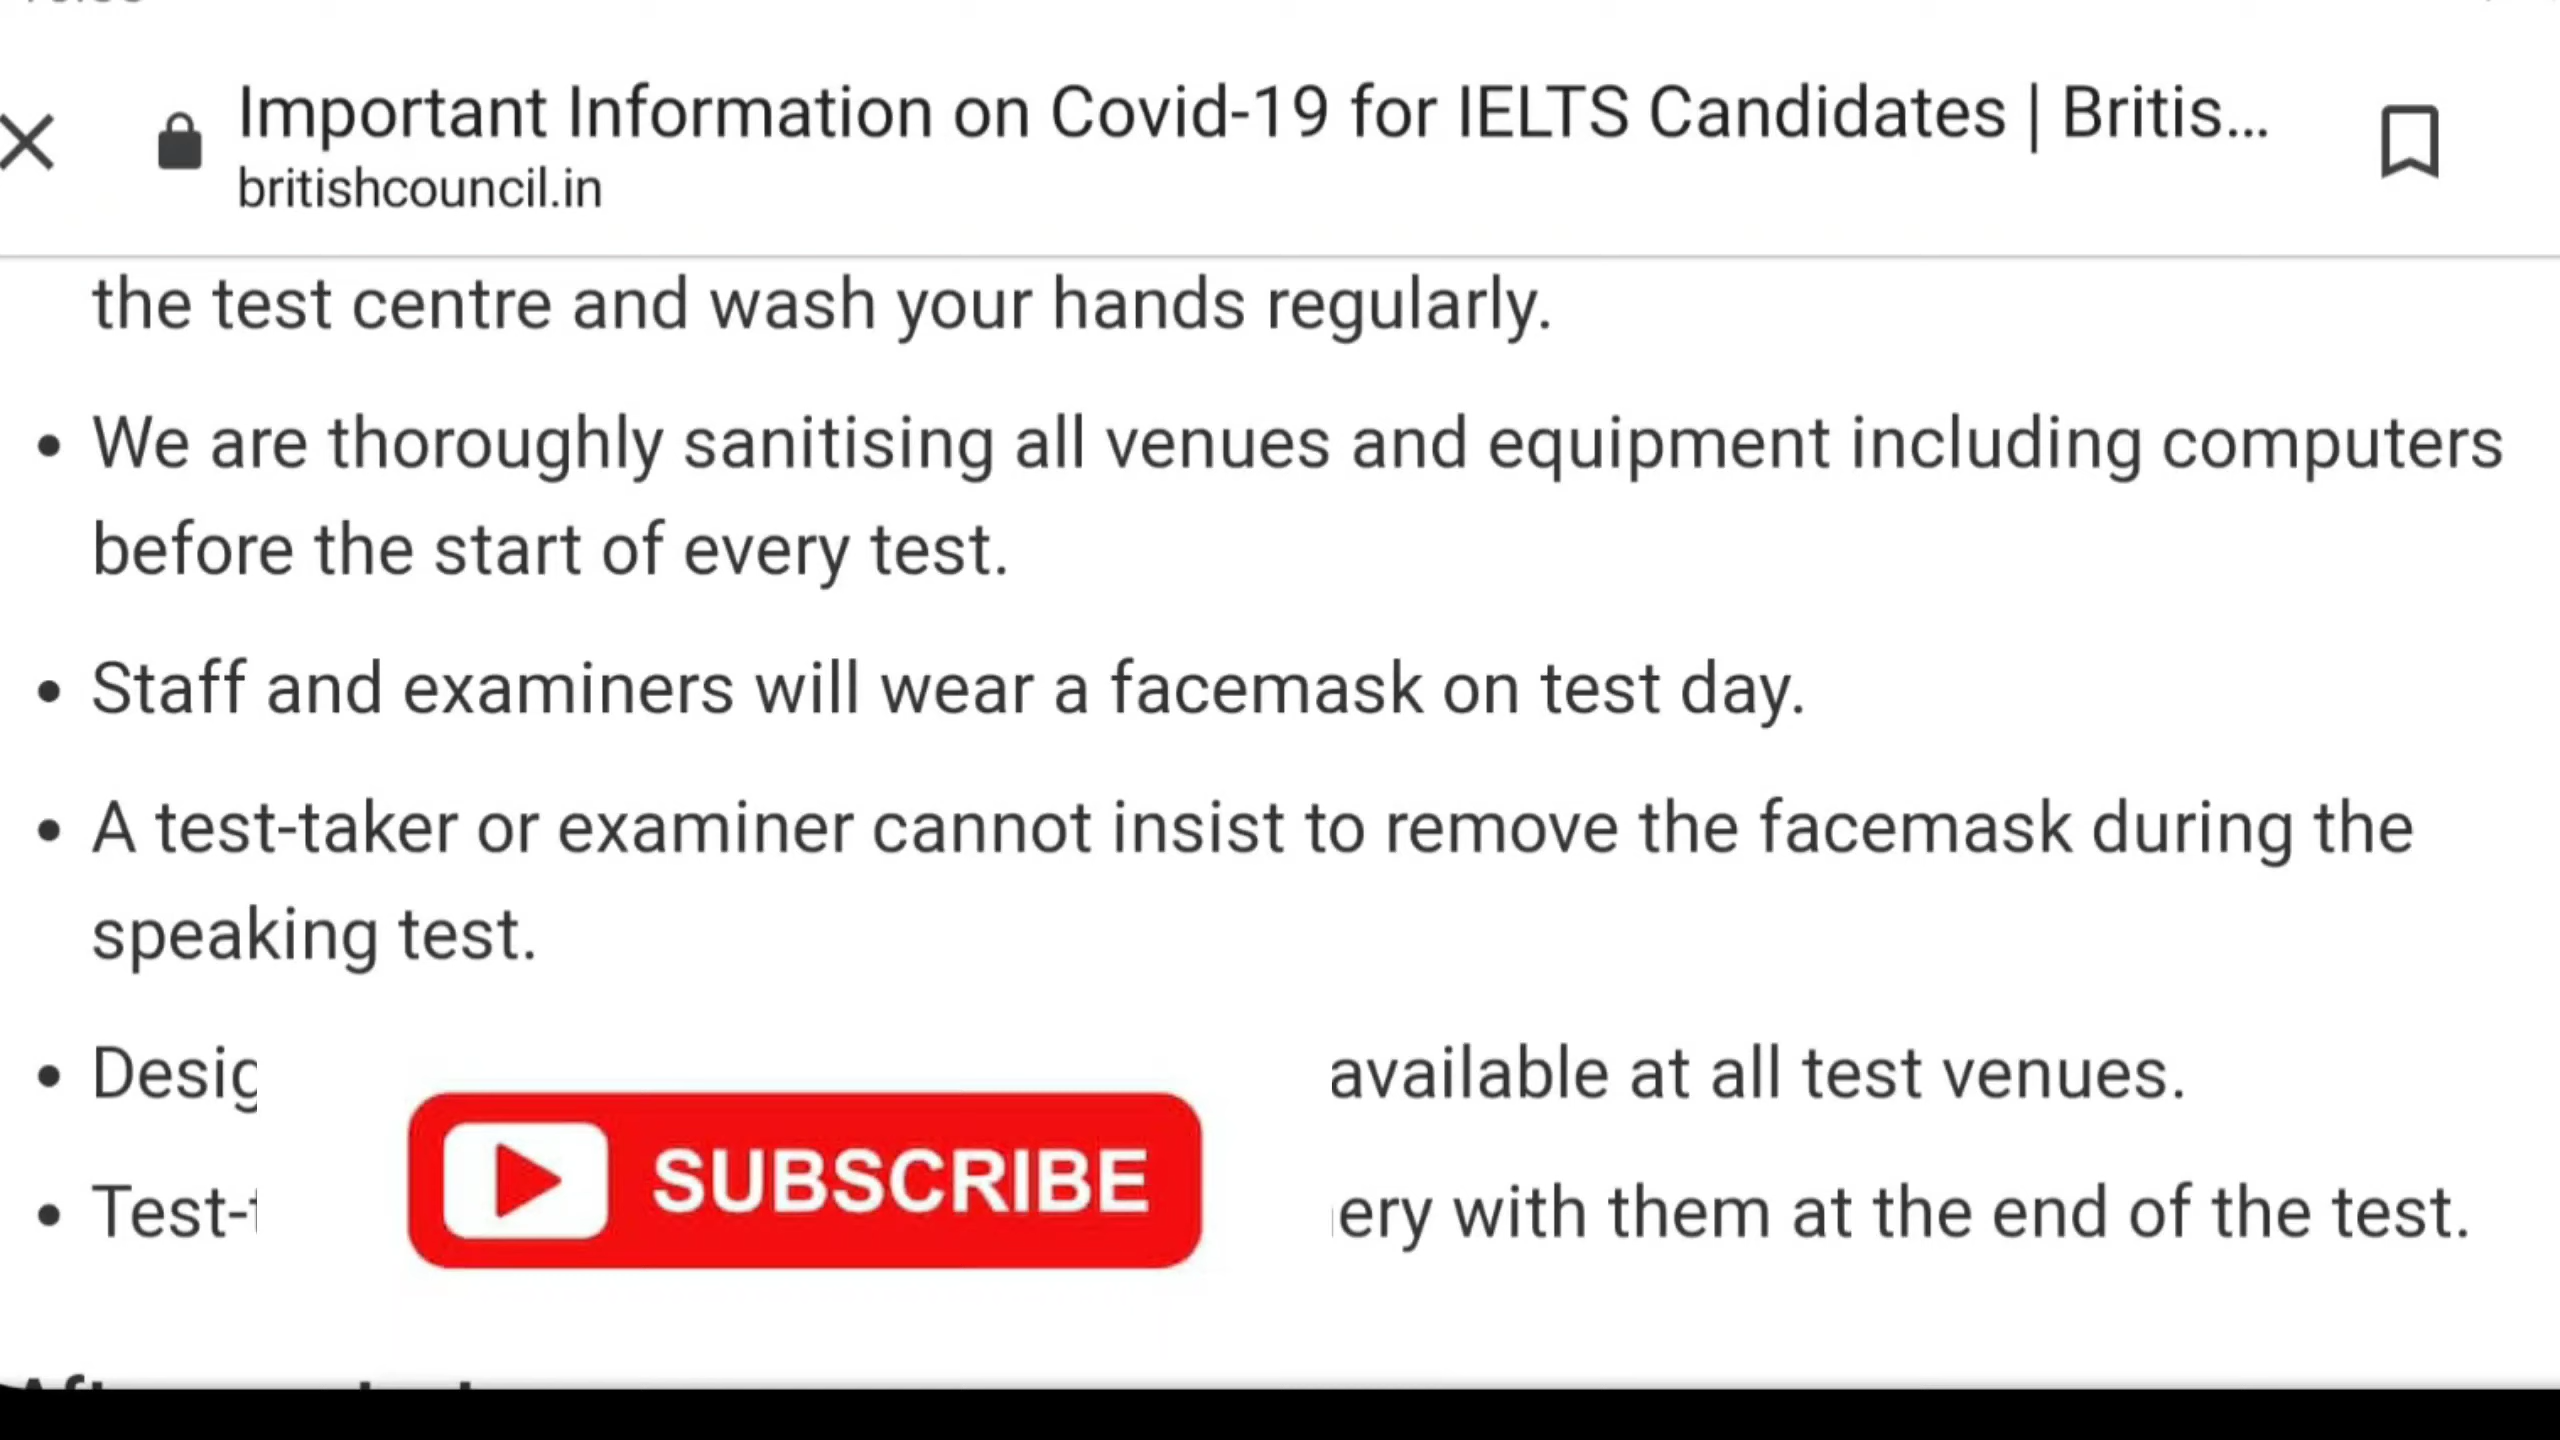 Important Information on Covid-19 for IELTS Candidates | Britis...
britishcouncil.in
the test centre and wash your hands regularly.
• We are thoroughly sanitising all venues and equipment including computers
before the start of every test.
• Staff and examiners will wear a facemask on test day.
• A test-taker or examiner cannot insist to remove the facemask during the
speaking test.
• available at all test venues.
• with them at the end of the test.
SUBSCRIBE